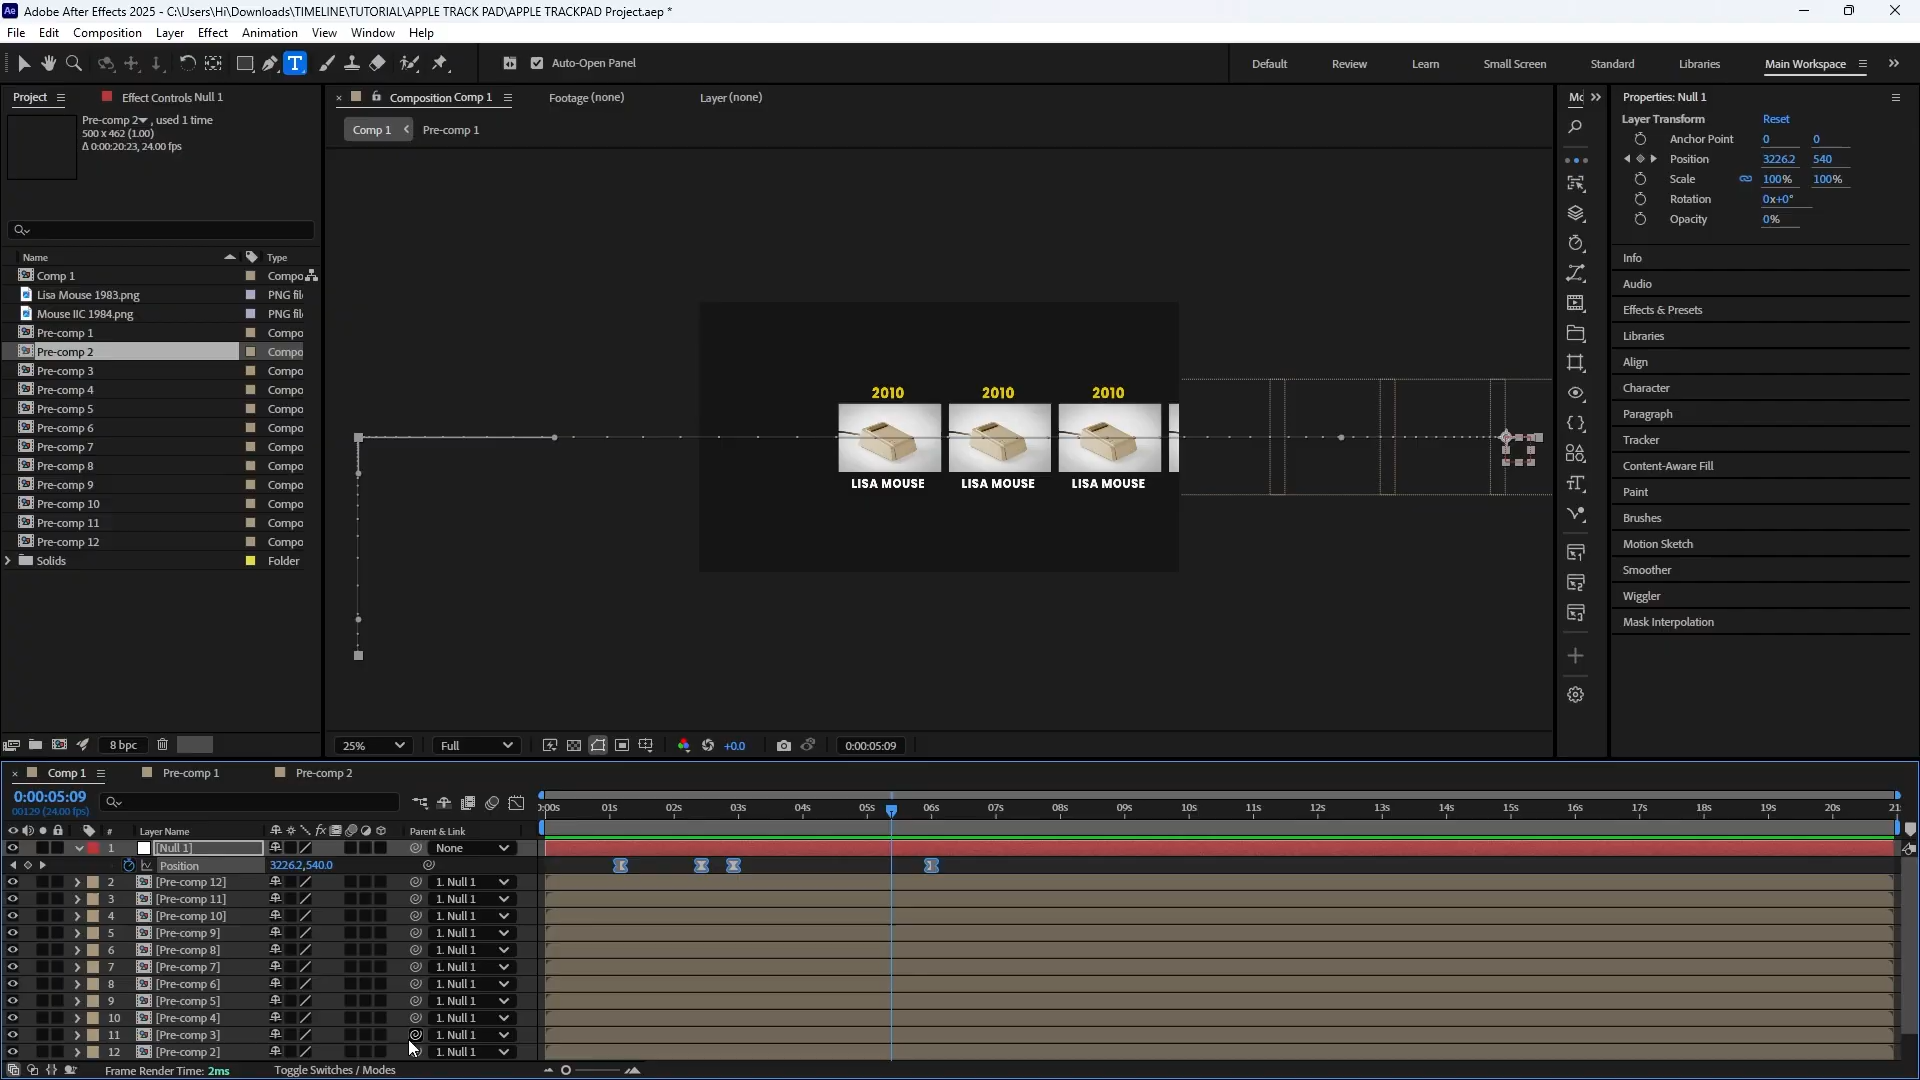 Adobe After Effects 2025 - C:\Users\Hi\Downloads\TIMELINE\TUTORIAL\APPLE TRACK PAD\APPLE TRACKPAD Project.aep *
File Edit Composition Layer Effect Animation View Window Help
Auto-Open Panel Default Review Learn Small Screen Standard Libraries Main Workspace
Project Effect Controls Null 1
Composition Comp 1 Footage (none) Layer (none)
Pre-comp 2 , used 1 time
500 x 462 (1.00)
Δ 0:00:20:23, 24.00 fps
Comp 1 Pre-comp 1
Name Type
Comp 1 Compo
Lisa Mouse 1983.png PNG fil
Mouse IIC 1984.png PNG fil
Pre-comp 1 Compo
Pre-comp 2 Compo
Pre-comp 3 Compo
Pre-comp 4 Compo
Pre-comp 5 Compo
Pre-comp 6 Compo
Pre-comp 7 Compo
Pre-comp 8 Compo
Pre-comp 9 Compo
Pre-comp 10 Compo
Pre-comp 11 Compo
Pre-comp 12 Compo
Solids Folder
8 bpc
2010 2010 2010
LISA MOUSE LISA MOUSE LISA MOUSE
25% Full +0.0 0:00:05:09
Mc
Properties: Null 1
Layer Transform Reset
Anchor Point 0 0
Position 3226.2 540
Scale 100% 100%
Rotation 0x+0°
Opacity 0%
Info
Audio
Effects & Presets
Libraries
Align
Character
Paragraph
Tracker
Content-Aware Fill
Paint
Brushes
Motion Sketch
Smoother
Wiggler
Mask Interpolation
Comp 1 Pre-comp 1 Pre-comp 2
0:00:05:09
00129 (24.00 fps)
:00s 01s 02s 03s 04s 05s 06s 07s 08s 09s 10s 11s 12s 13s 14s 15s 16s 17s 18s 19s 20s 21
# Layer Name Parent & Link
1 [Null 1] None
Position 3226.2,540.0
2 [Pre-comp 12] 1. Null 1
3 [Pre-comp 11] 1. Null 1
4 [Pre-comp 10] 1. Null 1
5 [Pre-comp 9] 1. Null 1
6 [Pre-comp 8] 1. Null 1
7 [Pre-comp 7] 1. Null 1
8 [Pre-comp 6] 1. Null 1
9 [Pre-comp 5] 1. Null 1
10 [Pre-comp 4] 1. Null 1
11 [Pre-comp 3] 1. Null 1
12 [Pre-comp 2] 1. Null 1
Frame Render Time: 2ms Toggle Switches / Modes